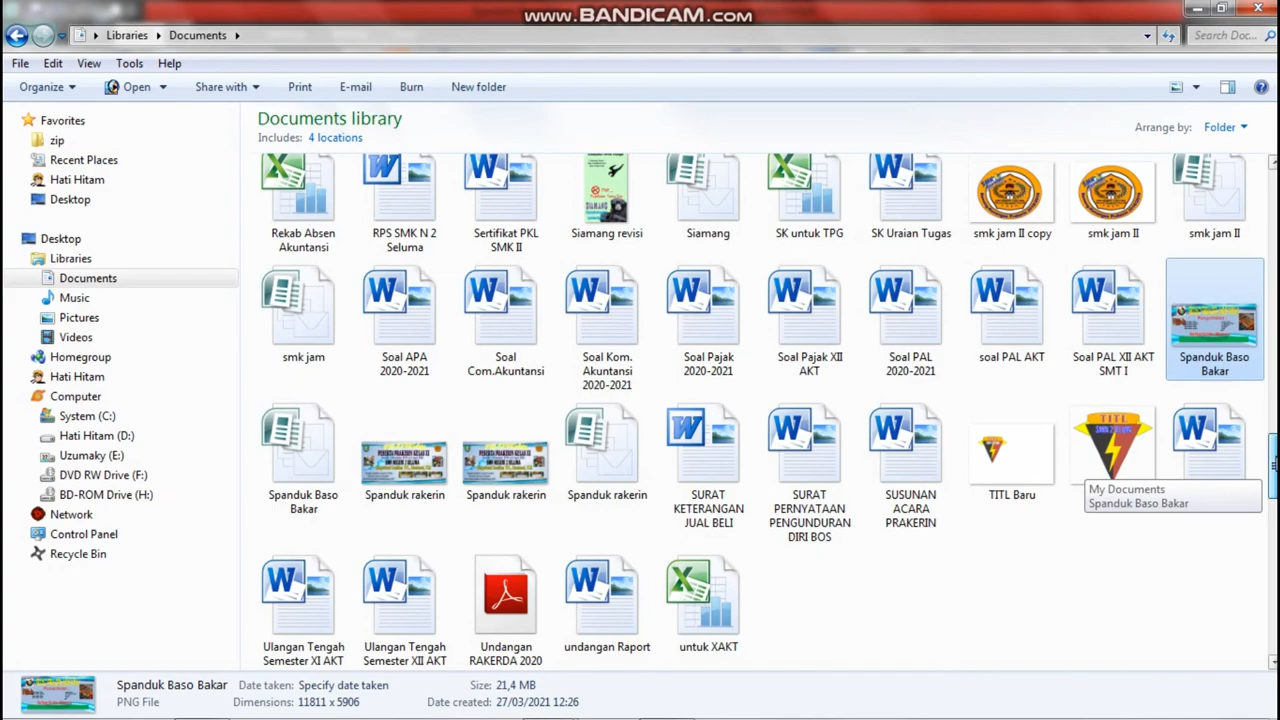 www.BANDICAM.com
Libraries
Documents
Search Doc...
File Edit View Tools Help
Organize Open Share with Print E-mail Burn New folder
Documents library
Includes: 4 locations
Arrange by: Folder
Favorites
zip
Recent Places
Hati Hitam
Desktop
Desktop
Libraries
Documents
Music
Pictures
Videos
Homegroup
Hati Hitam
Computer
System (C:)
Hati Hitam (D:)
Uzumaky (E:)
DVD RW Drive (F:)
BD-ROM Drive (H:)
Network
Control Panel
Recycle Bin
Rekab Absen
Akuntansi
RPS SMK N 2
Seluma
Sertifikat PKL
SMK II
Siamang revisi
Siamang
SK untuk TPG
SK Uraian Tugas
smk jam II copy
smk jam II
smk jam II
smk jam
Soal APA
2020-2021
Soal
Com.Akuntansi
Soal Kom.
Akuntansi
2020-2021
Soal Pajak
2020-2021
Soal Pajak XII
AKT
Soal PAL
2020-2021
soal PAL AKT
Soal PAL XII AKT
SMT I
Spanduk Baso
Bakar
Spanduk Baso
Bakar
Spanduk rakerin
Spanduk rakerin
Spanduk rakerin
SURAT
KETERANGAN
JUAL BELI
SURAT
PERNYATAAN
PENGUNDURAN
DIRI BOS
SUSUNAN
ACARA
PRAKERIN
TITL Baru
TITL
My Documents
Spanduk Baso Bakar
Ulangan Tengah
Semester XI AKT
Ulangan Tengah
Semester XII AKT
Undangan
RAKERDA 2020
undangan Raport
untuk XAKT
Spanduk Baso Bakar Date taken: Specify date taken Size: 21,4 MB
PNG File Dimensions: 11811 x 5906 Date created: 27/03/2021 12:26